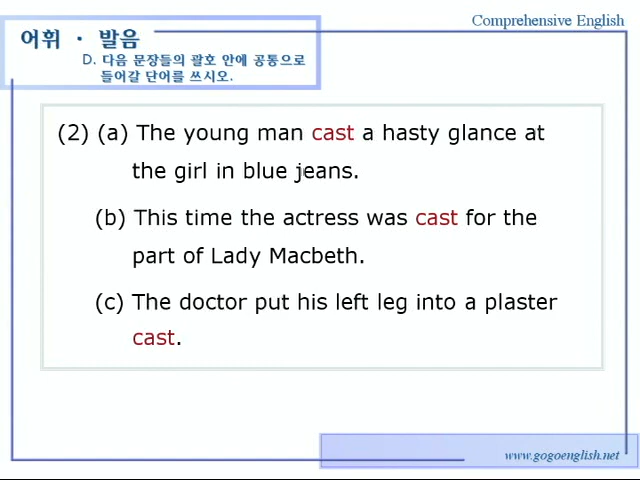 Comprehensive English
어휘 · 발음
D. 다음 문장들의 괄호 안에 공통으로
들어갈 단어를 쓰시오.
(2) (a) The young man cast a hasty glance at
the girl in blue jeans.
(b) This time the actress was cast for the
part of Lady Macbeth.
(c) The doctor put his left leg into a plaster
cast.
www.gogoenglish.net